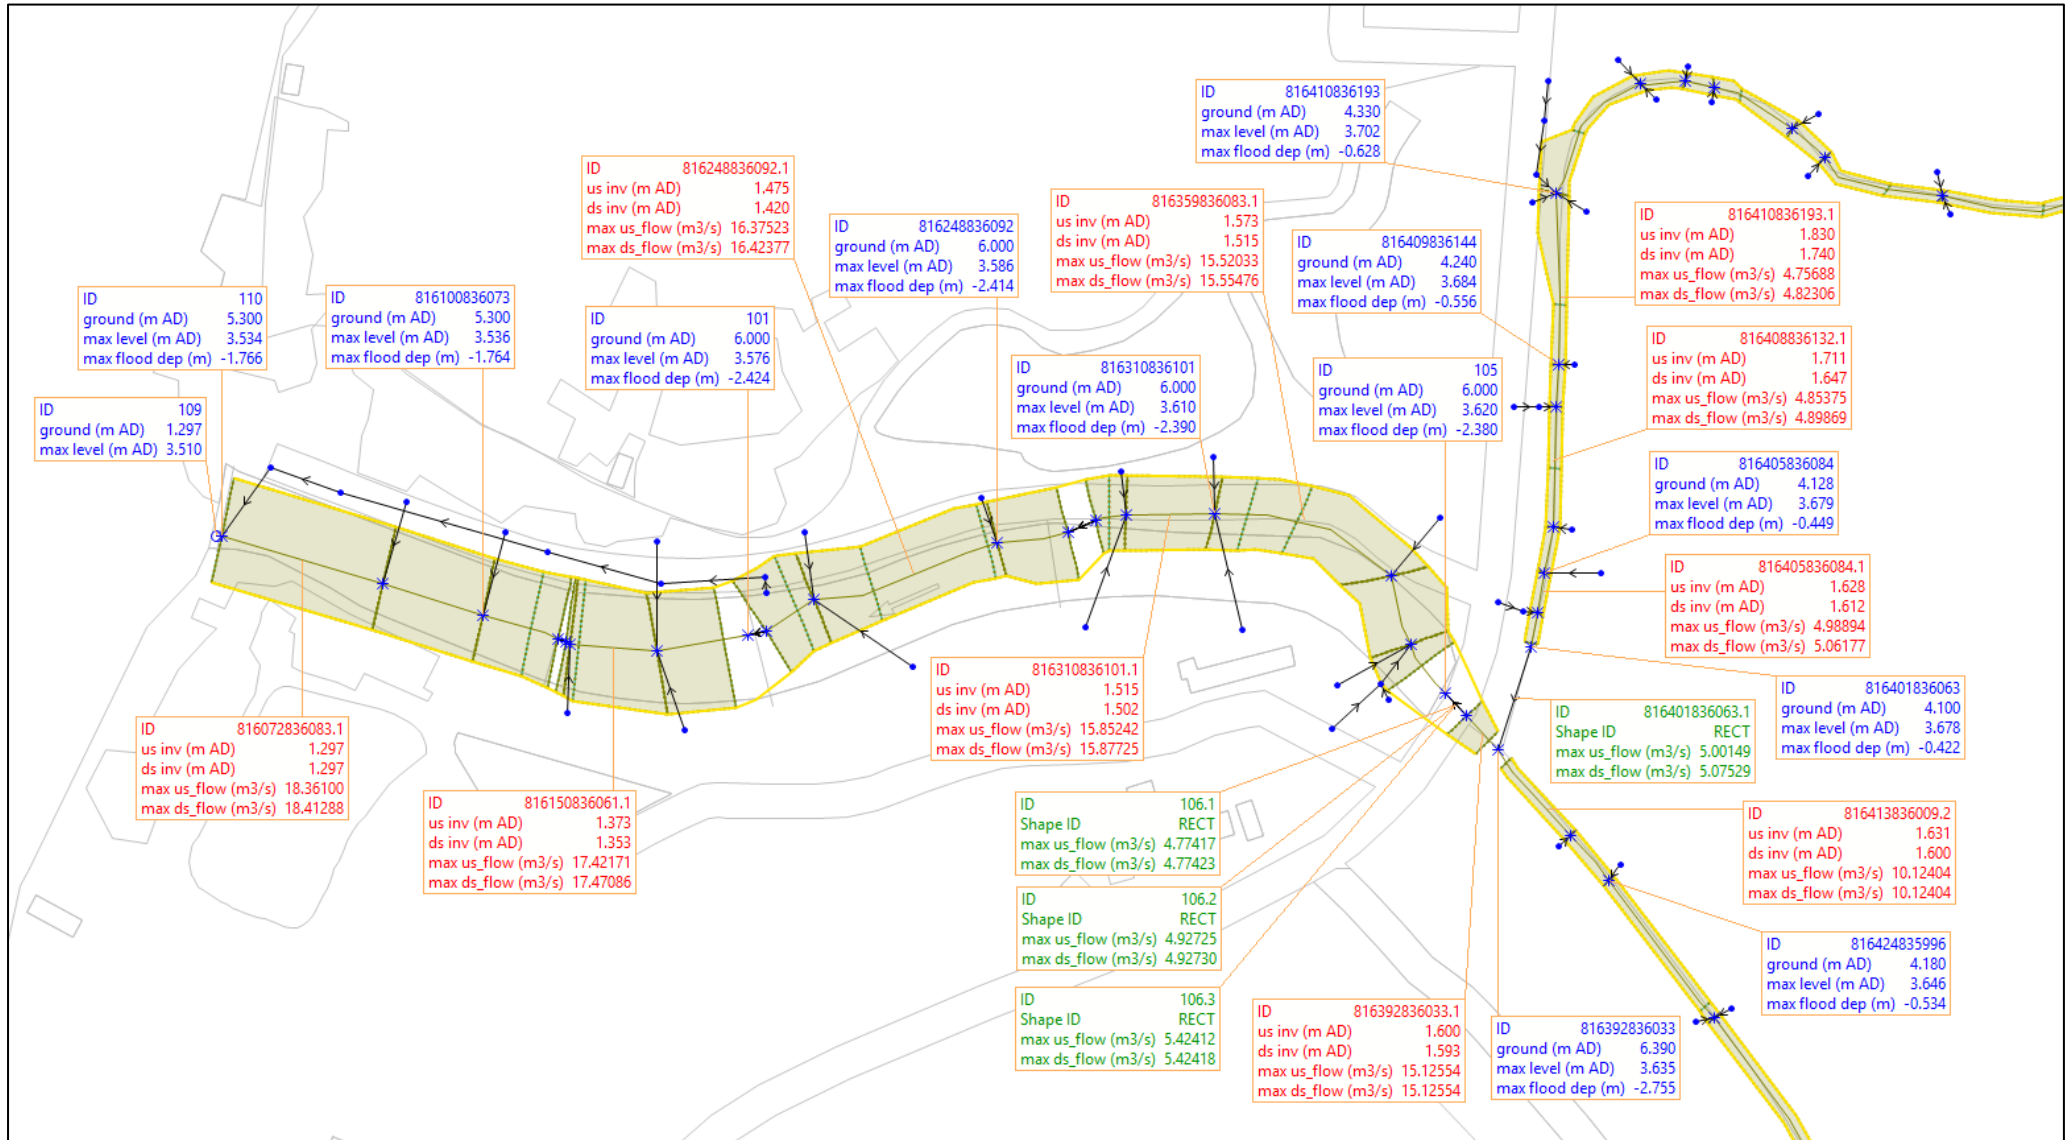 ID 816410836193
ground (m AD) 4.330
max level (m AD) 3.702
max flood dep (m) -0.628
ID 816248836092.1
us inv (m AD) 1.475
ds inv (m AD) 1.420
max us_flow (m3/s) 16.37523
max ds_flow (m3/s) 16.42377
ID 816359836083.1
us inv (m AD) 1.573
ds inv (m AD) 1.515
max us_flow (m3/s) 15.52033
max ds_flow (m3/s) 15.55476
ID 816248836092
ground (m AD) 6.000
max level (m AD) 3.586
max flood dep (m) -2.414
ID 816409836144
ground (m AD) 4.240
max level (m AD) 3.684
max flood dep (m) -0.556
ID 816410836193.1
us inv (m AD) 1.830
ds inv (m AD) 1.740
max us_flow (m3/s) 4.75688
max ds_flow (m3/s) 4.82306
ID 110
ground (m AD) 5.300
max level (m AD) 3.534
max flood dep (m) -1.766
ID 816100836073
ground (m AD) 5.300
max level (m AD) 3.536
max flood dep (m) -1.764
ID 101
ground (m AD) 6.000
max level (m AD) 3.576
max flood dep (m) -2.424
ID 816310836101
ground (m AD) 6.000
max level (m AD) 3.610
max flood dep (m) -2.390
ID 105
ground (m AD) 6.000
max level (m AD) 3.620
max flood dep (m) -2.380
ID 816408836132.1
us inv (m AD) 1.711
ds inv (m AD) 1.647
max us_flow (m3/s) 4.85375
max ds_flow (m3/s) 4.89869
ID 109
ground (m AD) 1.297
max level (m AD) 3.510
ID 816405836084
ground (m AD) 4.128
max level (m AD) 3.679
max flood dep (m) -0.449
ID 816405836084.1
us inv (m AD) 1.628
ds inv (m AD) 1.612
max us_flow (m3/s) 4.98894
max ds_flow (m3/s) 5.06177
ID 816310836101.1
us inv (m AD) 1.515
ds inv (m AD) 1.502
max us_flow (m3/s) 15.85242
max ds_flow (m3/s) 15.87725
ID 816401836063
ground (m AD) 4.100
max level (m AD) 3.678
max flood dep (m) -0.422
ID 816401836063.1
Shape ID RECT
max us_flow (m3/s) 5.00149
max ds_flow (m3/s) 5.07529
ID 816072836083.1
us inv (m AD) 1.297
ds inv (m AD) 1.297
max us_flow (m3/s) 18.36100
max ds_flow (m3/s) 18.41288
ID 816150836061.1
us inv (m AD) 1.373
ds inv (m AD) 1.353
max us_flow (m3/s) 17.42171
max ds_flow (m3/s) 17.47086
ID 106.1
Shape ID RECT
max us_flow (m3/s) 4.77417
max ds_flow (m3/s) 4.77423
ID 816413836009.2
us inv (m AD) 1.631
ds inv (m AD) 1.600
max us_flow (m3/s) 10.12404
max ds_flow (m3/s) 10.12404
ID 106.2
Shape ID RECT
max us_flow (m3/s) 4.92725
max ds_flow (m3/s) 4.92730
ID 816424835996
ground (m AD) 4.180
max level (m AD) 3.646
max flood dep (m) -0.534
ID 106.3
Shape ID RECT
max us_flow (m3/s) 5.42412
max ds_flow (m3/s) 5.42418
ID 816392836033.1
us inv (m AD) 1.600
ds inv (m AD) 1.593
max us_flow (m3/s) 15.12554
max ds_flow (m3/s) 15.12554
ID 816392836033
ground (m AD) 6.390
max level (m AD) 3.635
max flood dep (m) -2.755